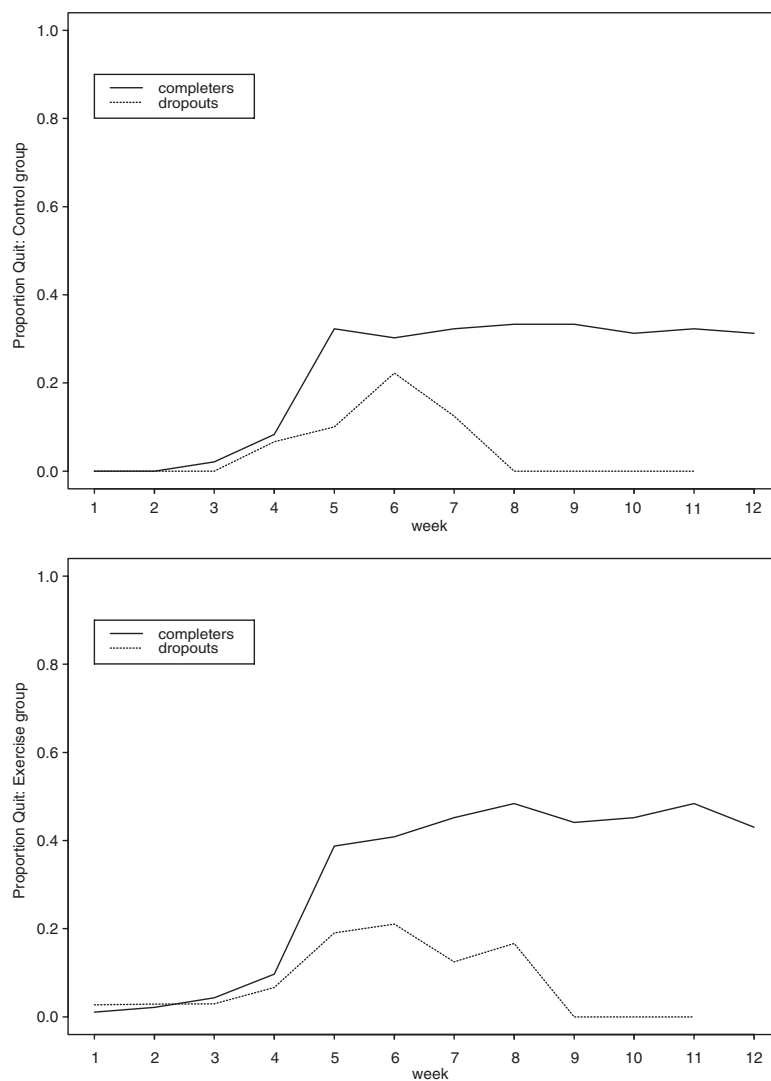 Proportion Quit: Control group
1.0
0.8
0.6
0.4
0.2
0.0
completers
dropouts
1 2 3 4 5 6 7 8 9 10 11 12
week
Proportion Quit: Exercise group
1.0
0.8
0.6
0.4
0.2
0.0
completers
dropouts
1 2 3 4 5 6 7 8 9 10 11 12
week